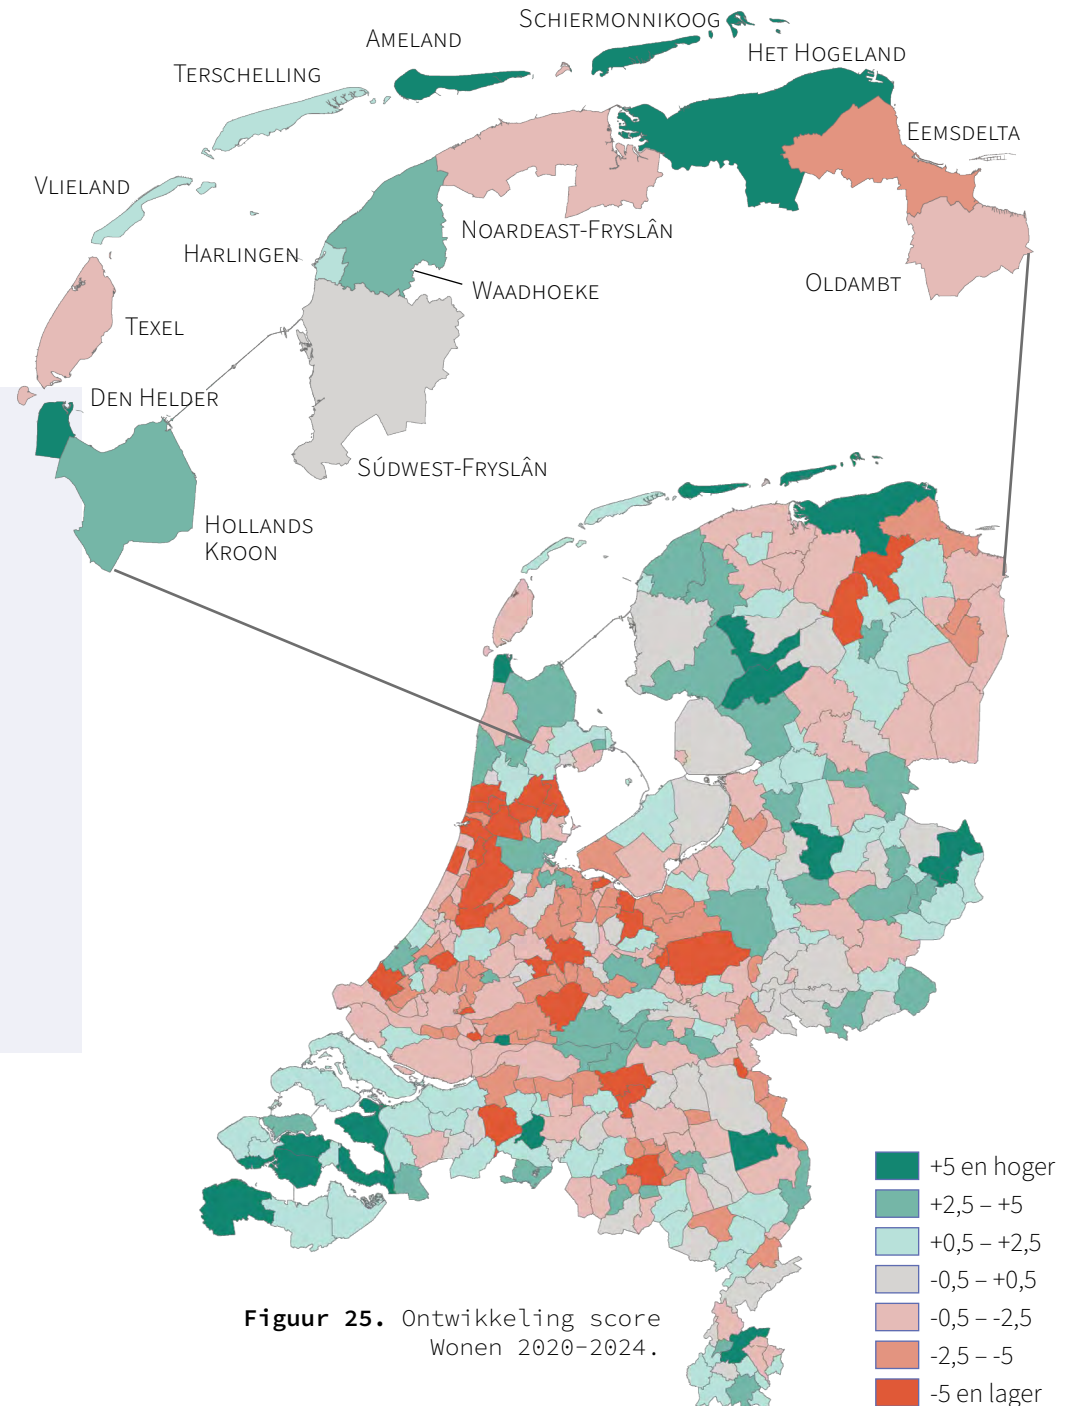 Schiermonnikoog
Ameland
Het Hogeland
Terschelling
Eemsdelta
Vlieland
Noardeast-Fryslân
Harlingen
Oldambt
Waadhoeke
Texel
Den Helder
Súdwest-Fryslân
Hollands
Kroon
+5 en hoger
+2,5 – +5
+0,5 – +2,5
-0,5 – +0,5
-0,5 – -2,5
-2,5 – -5
-5 en lager
Figuur 25. Ontwikkeling score
Wonen 2020-2024.